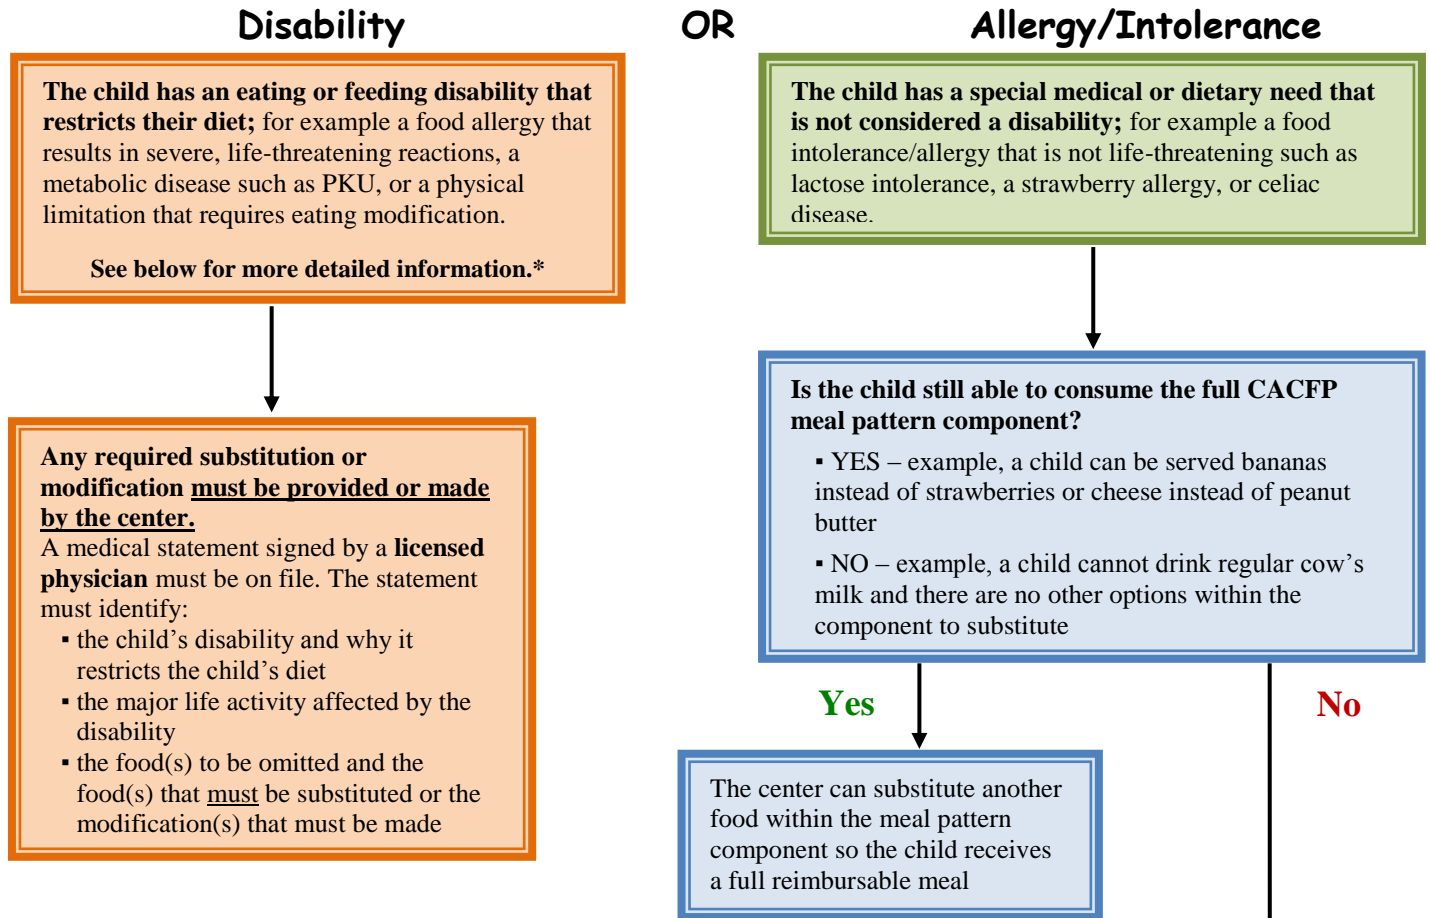 Disability
OR
Allergy/Intolerance
The child has an eating or feeding disability that
restricts their diet; for example a food allergy that
results in severe, life-threatening reactions, a
metabolic disease such as PKU, or a physical
limitation that requires eating modification.
See below for more detailed information.*
The child has a special medical or dietary need that
is not considered a disability; for example a food
intolerance/allergy that is not life-threatening such as
lactose intolerance, a strawberry allergy, or celiac
disease.
Any required substitution or
modification must be provided or made
by the center.
A medical statement signed by a licensed
physician must be on file. The statement
must identify:
▪ the child’s disability and why it
restricts the child’s diet
▪ the major life activity affected by the
disability
▪ the food(s) to be omitted and the
food(s) that must be substituted or the
modification(s) that must be made
Is the child still able to consume the full CACFP
meal pattern component?
▪ YES – example, a child can be served bananas
instead of strawberries or cheese instead of peanut
butter
▪ NO – example, a child cannot drink regular cow’s
milk and there are no other options within the
component to substitute
Yes
No
The center can substitute another
food within the meal pattern
component so the child receives
a full reimbursable meal